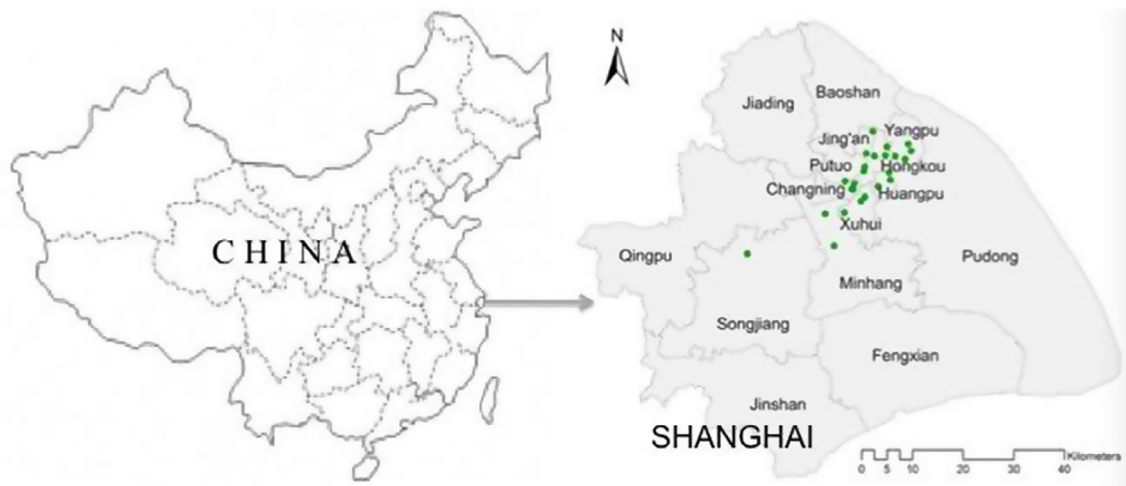 CHINA
N
Jiading
Baoshan
Jing'an
Yangpu
Putuo
Hongkou
Changning
Huangpu
Xuhui
Qingpu
Pudong
Minhang
Songjiang
Fengxian
Jinshan
SHANGHAI
Kilometers
0 5 10 20 30 40